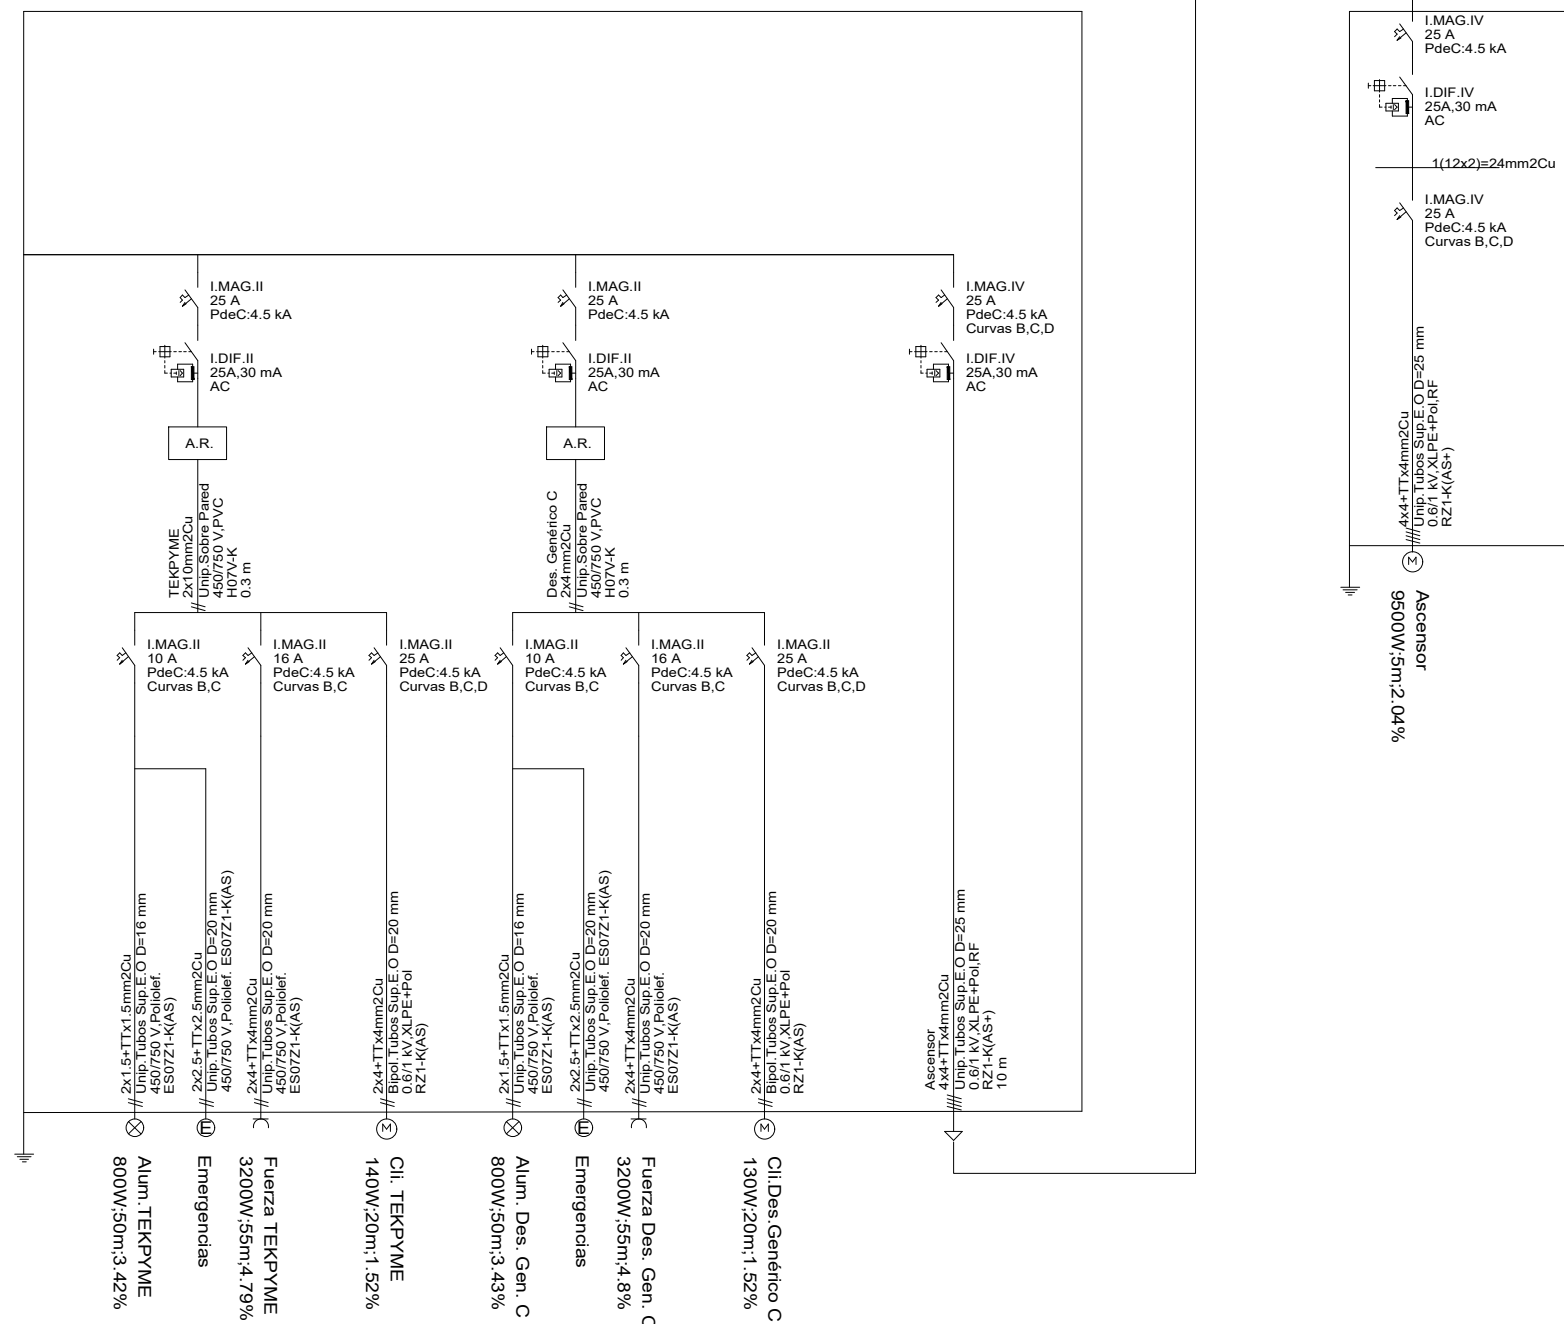 I.MAG.IV
25 A
PdeC:4.5 kA
I.DIF.IV
25A,30 mA
AC
1(12x2)=24mm2Cu
I.MAG.IV
25 A
PdeC:4.5 kA
Curvas B,C,D
4x4+TTx4mm2Cu
Unip.Tubos Sup.E.O D=25 mm
0.6/1 kV,XLPE+Pol,RF
RZ1-K(AS+)
M
Ascensor
9500W;5m;2.04%
I.MAG.II
25 A
PdeC:4.5 kA
I.DIF.II
25A,30 mA
AC
A.R.
TEKPYME
2x10mm2Cu
Unip.Sobre Pared
450/750 V,PVC
H07V-K
0.3 m
I.MAG.II
25 A
PdeC:4.5 kA
I.DIF.II
25A,30 mA
AC
A.R.
Des. Genérico C
2x4mm2Cu
Unip.Sobre Pared
450/750 V,PVC
H07V-K
0.3 m
I.MAG.IV
25 A
PdeC:4.5 kA
Curvas B,C,D
I.DIF.IV
25A,30 mA
AC
I.MAG.II
10 A
PdeC:4.5 kA
Curvas B,C
I.MAG.II
16 A
PdeC:4.5 kA
Curvas B,C
I.MAG.II
25 A
PdeC:4.5 kA
Curvas B,C,D
I.MAG.II
10 A
PdeC:4.5 kA
Curvas B,C
I.MAG.II
16 A
PdeC:4.5 kA
Curvas B,C
I.MAG.II
25 A
PdeC:4.5 kA
Curvas B,C,D
2x1.5+TTx1.5mm2Cu
Unip.Tubos Sup.E.O D=16 mm
450/750 V,Poliolef.
ES07Z1-K(AS)
2x2.5+TTx2.5mm2Cu
Unip.Tubos Sup.E.O D=20 mm
450/750 V,Poliolef. ES07Z1-K(AS)
2x4+TTx4mm2Cu
Unip.Tubos Sup.E.O D=20 mm
450/750 V,Poliolef.
ES07Z1-K(AS)
2x4+TTx4mm2Cu
Bipol.Tubos Sup.E.O D=20 mm
0.6/1 kV,XLPE+Pol
RZ1-K(AS)
2x1.5+TTx1.5mm2Cu
Unip.Tubos Sup.E.O D=16 mm
450/750 V,Poliolef.
ES07Z1-K(AS)
2x2.5+TTx2.5mm2Cu
Unip.Tubos Sup.E.O D=20 mm
450/750 V,Poliolef. ES07Z1-K(AS)
2x4+TTx4mm2Cu
Unip.Tubos Sup.E.O D=20 mm
450/750 V,Poliolef.
ES07Z1-K(AS)
2x4+TTx4mm2Cu
Bipol.Tubos Sup.E.O D=20 mm
0.6/1 kV,XLPE+Pol
RZ1-K(AS)
Ascensor
4x4+TTx4mm2Cu
Unip.Tubos Sup.E.O D=25 mm
0.6/1 kV,XLPE+Pol,RF
RZ1-K(AS+)
10 m
E
M
E
M
Alum.TEKPYME
800W;50m;3.42%
Emergencias
Fuerza TEKPYME
3200W;55m;4.79%
Cli. TEKPYME
140W;20m;1.52%
Alum. Des. Gen. C
800W;50m;3.43%
Emergencias
Fuerza Des. Gen. C
3200W;55m;4.8%
Cli.Des.Genérico C
130W;20m;1.52%